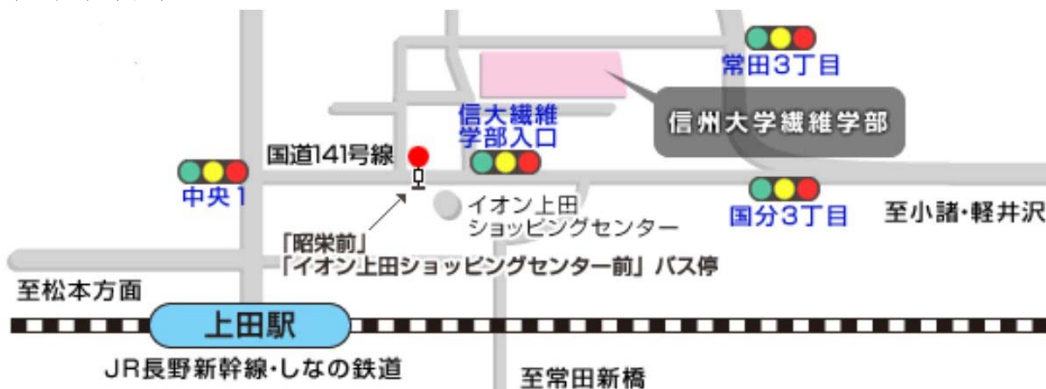 常田3丁目
信州大学繊維学部
信大繊維
学部入口
国道141号線
中央1
イオン上田
ショッピングセンター
国分3丁目
至小諸・軽井沢
「昭栄前」
「イオン上田ショッピングセンター前」バス停
至松本方面
上田駅
JR長野新幹線・しなの鉄道
至常田新橋